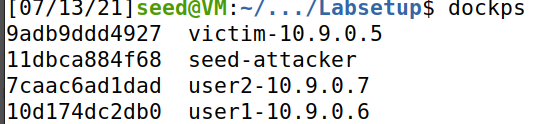 [07/13/21]seed@VM:~/.../Labsetup$ dockps
9adb9ddd4927  victim-10.9.0.5
11dbca884f68  seed-attacker
7caac6ad1dad  user2-10.9.0.7
10d174dc2db0  user1-10.9.0.6